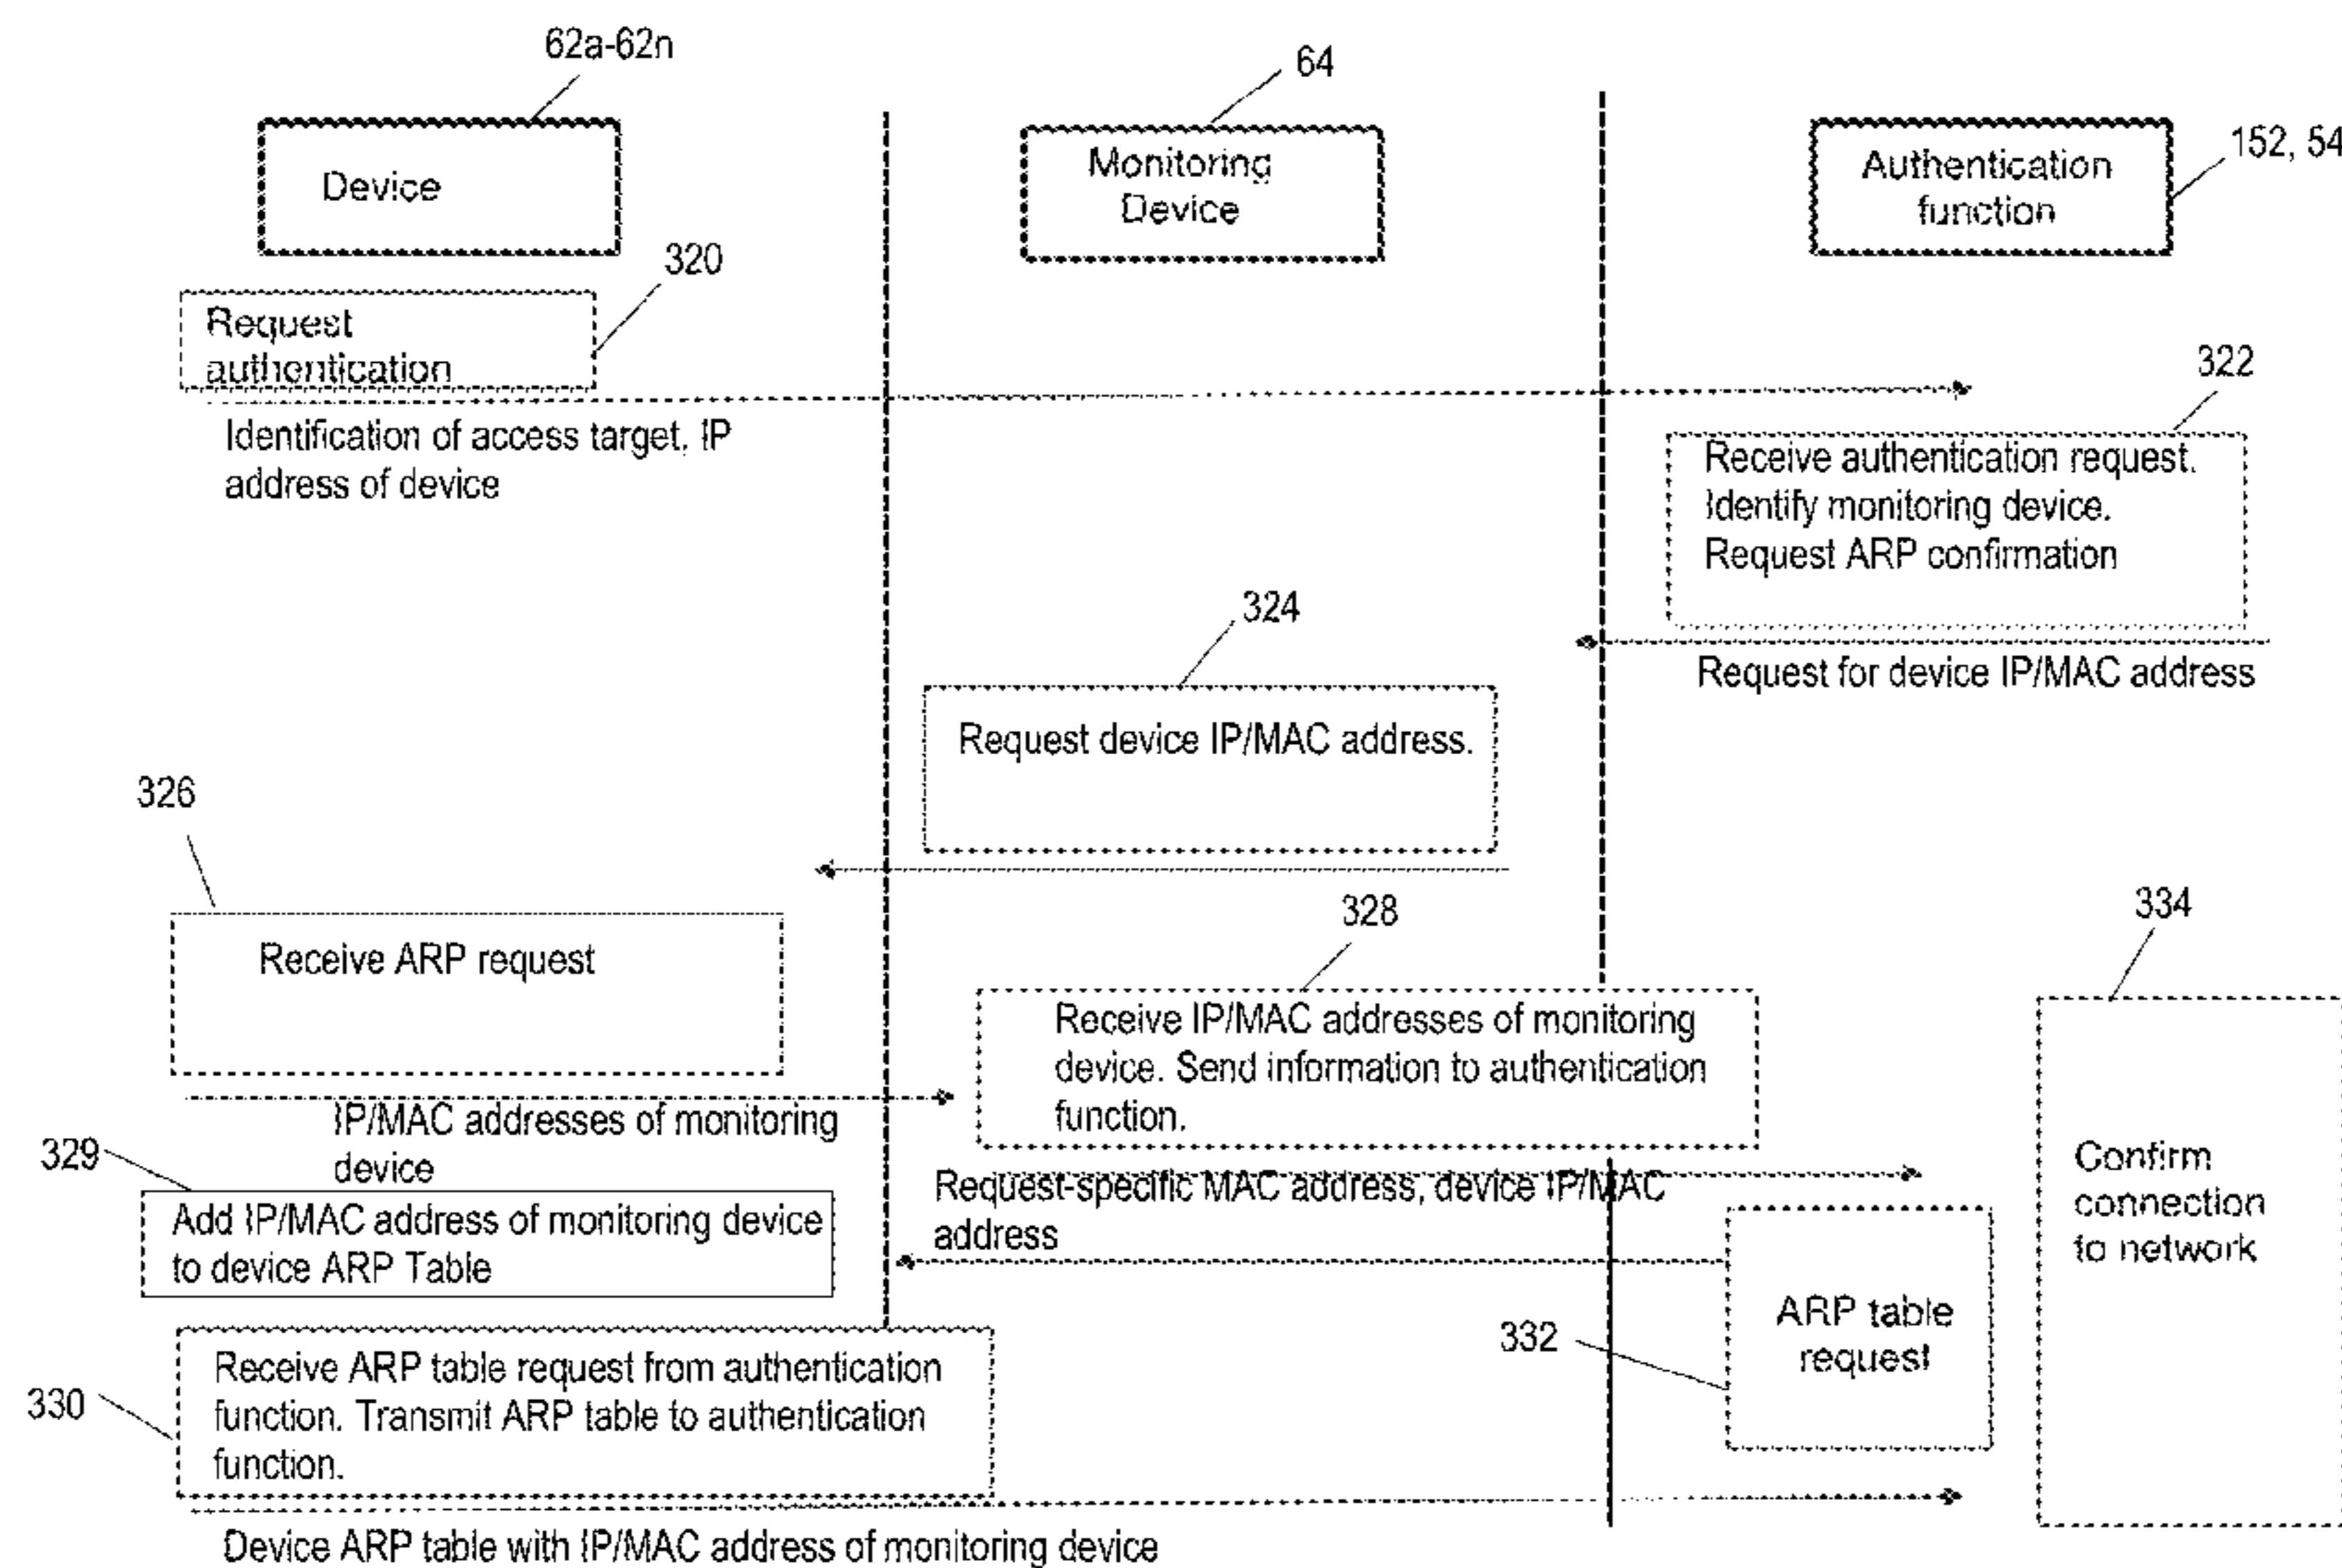 62a-62n
64
152, 54
Device
Monitoring
Device
Authentication
function
320
Request
authentication
322
Identification of access target, IP
address of device
Receive authentication request.
Identify monitoring device.
Request ARP confirmation
324
Request for device IP/MAC address
Request device IP/MAC address.
326
Receive ARP request
328
334
Receive IP/MAC addresses of monitoring
device. Send information to authentication
function.
IP/MAC addresses of monitoring
device
329
Request-specific MAC address, device IP/MAC
address
Add IP/MAC address of monitoring device
to device ARP Table
Confirm
connection
to network
332
ARP table
request
330
Receive ARP table request from authentication
function. Transmit ARP table to authentication
function.
Device ARP table with IP/MAC address of monitoring device